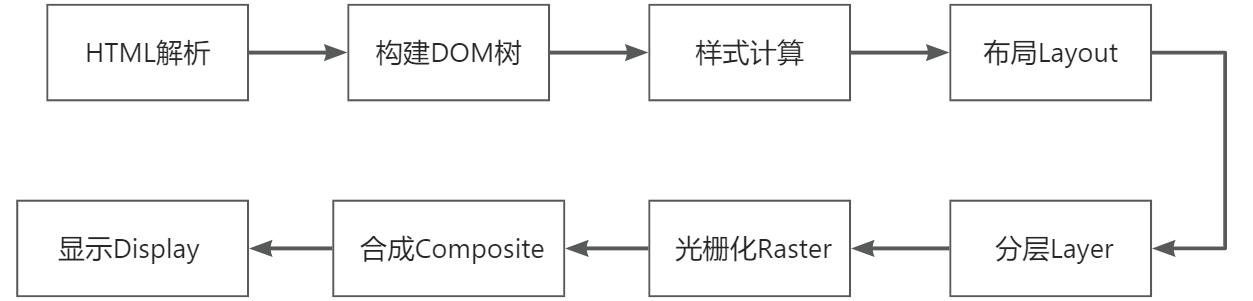 HTML解析
构建DOM树
样式计算
布局Layout
分层Layer
光栅化Raster
合成Composite
显示Display